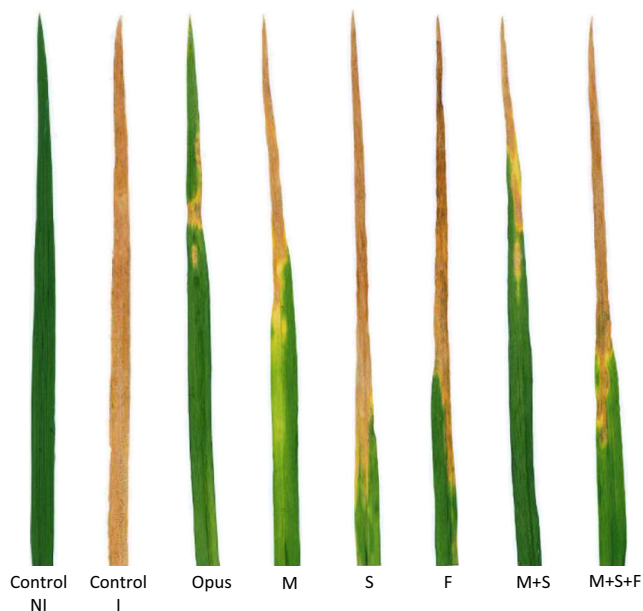 Control NI
Control I
Opus
M
S
F
M+S
M+S+F